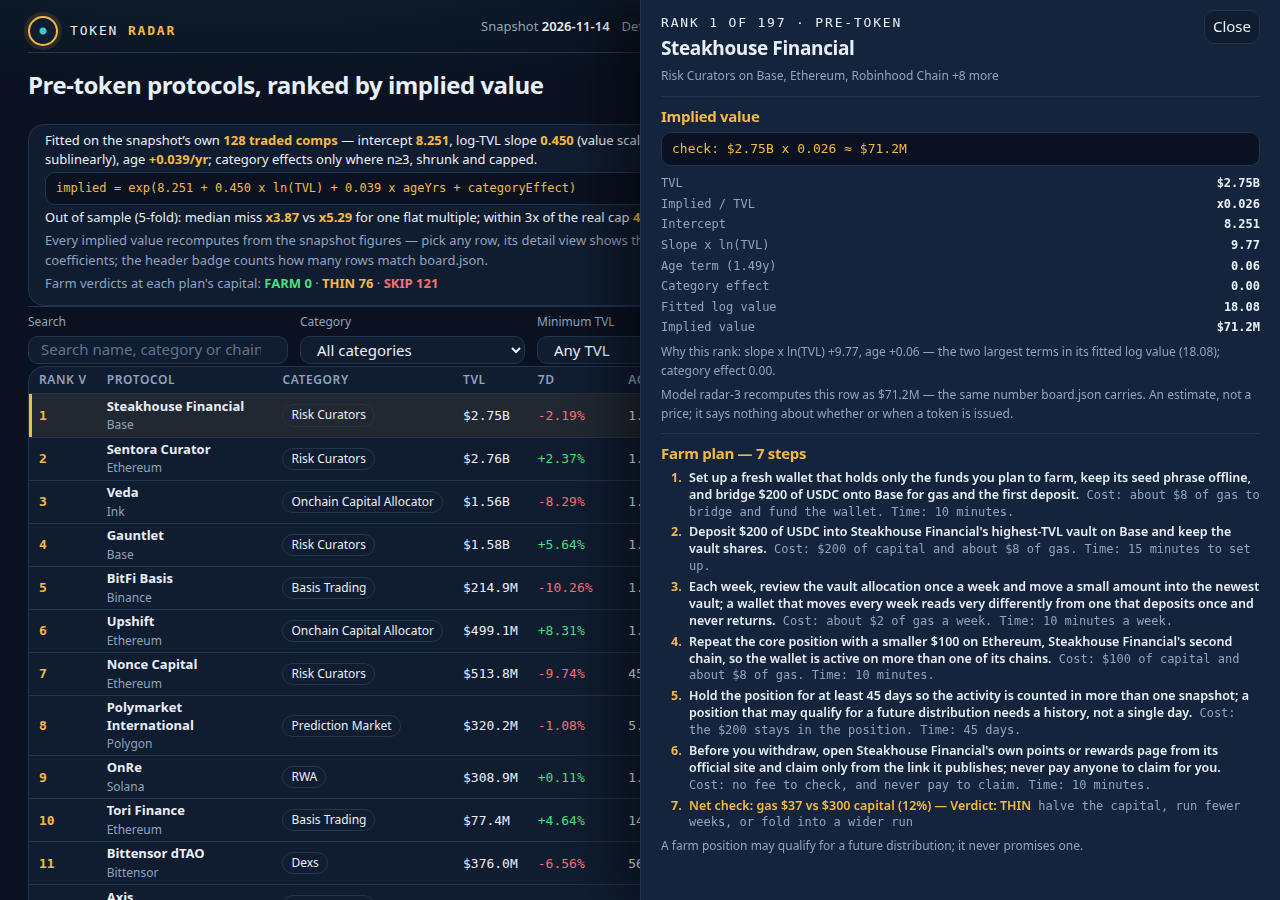 TOKEN RADAR
Snapshot 2026-11-14
Pre-token protocols, ranked by implied value
Fitted on the snapshot's own 128 traded comps — intercept 8.251, log-TVL slope 0.450 (value scal
sublinearly), age +0.039/yr; category effects only where n≥3, shrunk and capped.
implied = exp(8.251 + 0.450 x ln(TVL) + 0.039 x ageYrs + categoryEffect)
Out of sample (5-fold): median miss x3.87 vs x5.29 for one flat multiple; within 3x of the real cap 4
Every implied value recomputes from the snapshot figures — pick any row, its detail view shows th
coefficients; the header badge counts how many rows match board.json.
Farm verdicts at each plan's capital: FARM 0 · THIN 76 · SKIP 121
Search
Category
Minimum TVL
Search name, category or chain
All categories
Any TVL
RANK V PROTOCOL CATEGORY TVL 7D
1 Steakhouse Financial Risk Curators $2.75B -2.19% 1.
Base
2 Sentora Curator Risk Curators $2.76B +2.37% 1.
Ethereum
3 Veda Onchain Capital Allocator $1.56B -8.29% 1.
Ink
4 Gauntlet Risk Curators $1.58B +5.64% 1.
Base
5 BitFi Basis Basis Trading $214.9M -10.26% 1.
Binance
6 Upshift Onchain Capital Allocator $499.1M +8.31% 1.
Ethereum
7 Nonce Capital Risk Curators $513.8M -9.74% 45
Ethereum
8 Polymarket International Prediction Market $320.2M -1.08% 5.
Polygon
9 OnRe RWA $308.9M +0.11% 1.
Solana
10 Tori Finance Basis Trading $77.4M +4.64% 14
Ethereum
11 Bittensor dTAO Dexs $376.0M -6.56% 56
Bittensor
Axis
RANK 1 OF 197 · PRE-TOKEN
Close
Steakhouse Financial
Risk Curators on Base, Ethereum, Robinhood Chain +8 more
Implied value
check: $2.75B x 0.026 ≈ $71.2M
TVL $2.75B
Implied / TVL x0.026
Intercept 8.251
Slope x ln(TVL) 9.77
Age term (1.49y) 0.06
Category effect 0.00
Fitted log value 18.08
Implied value $71.2M
Why this rank: slope x ln(TVL) +9.77, age +0.06 — the two largest terms in its fitted log value (18.08);
category effect 0.00.
Model radar-3 recomputes this row as $71.2M — the same number board.json carries. An estimate, not a
price; it says nothing about whether or when a token is issued.
Farm plan — 7 steps
1. Set up a fresh wallet that holds only the funds you plan to farm, keep its seed phrase offline,
and bridge $200 of USDC onto Base for gas and the first deposit. Cost: about $8 of gas to
bridge and fund the wallet. Time: 10 minutes.
2. Deposit $200 of USDC into Steakhouse Financial's highest-TVL vault on Base and keep the
vault shares. Cost: $200 of capital and about $8 of gas. Time: 15 minutes to set
up.
3. Each week, review the vault allocation once a week and move a small amount into the newest
vault; a wallet that moves every week reads very differently from one that deposits once and
never returns. Cost: about $2 of gas a week. Time: 10 minutes a week.
4. Repeat the core position with a smaller $100 on Ethereum, Steakhouse Financial's second
chain, so the wallet is active on more than one of its chains. Cost: $100 of capital and
about $8 of gas. Time: 10 minutes.
5. Hold the position for at least 45 days so the activity is counted in more than one snapshot; a
position that may qualify for a future distribution needs a history, not a single day. Cost:
the $200 stays in the position. Time: 45 days.
6. Before you withdraw, open Steakhouse Financial's own points or rewards page from its
official site and claim only from the link it publishes; never pay anyone to claim for you.
Cost: no fee to check, and never pay to claim. Time: 10 minutes.
7. Net check: gas $37 vs $300 capital (12%) — Verdict: THIN halve the capital, run fewer
weeks, or fold into a wider run
A farm position may qualify for a future distribution; it never promises one.